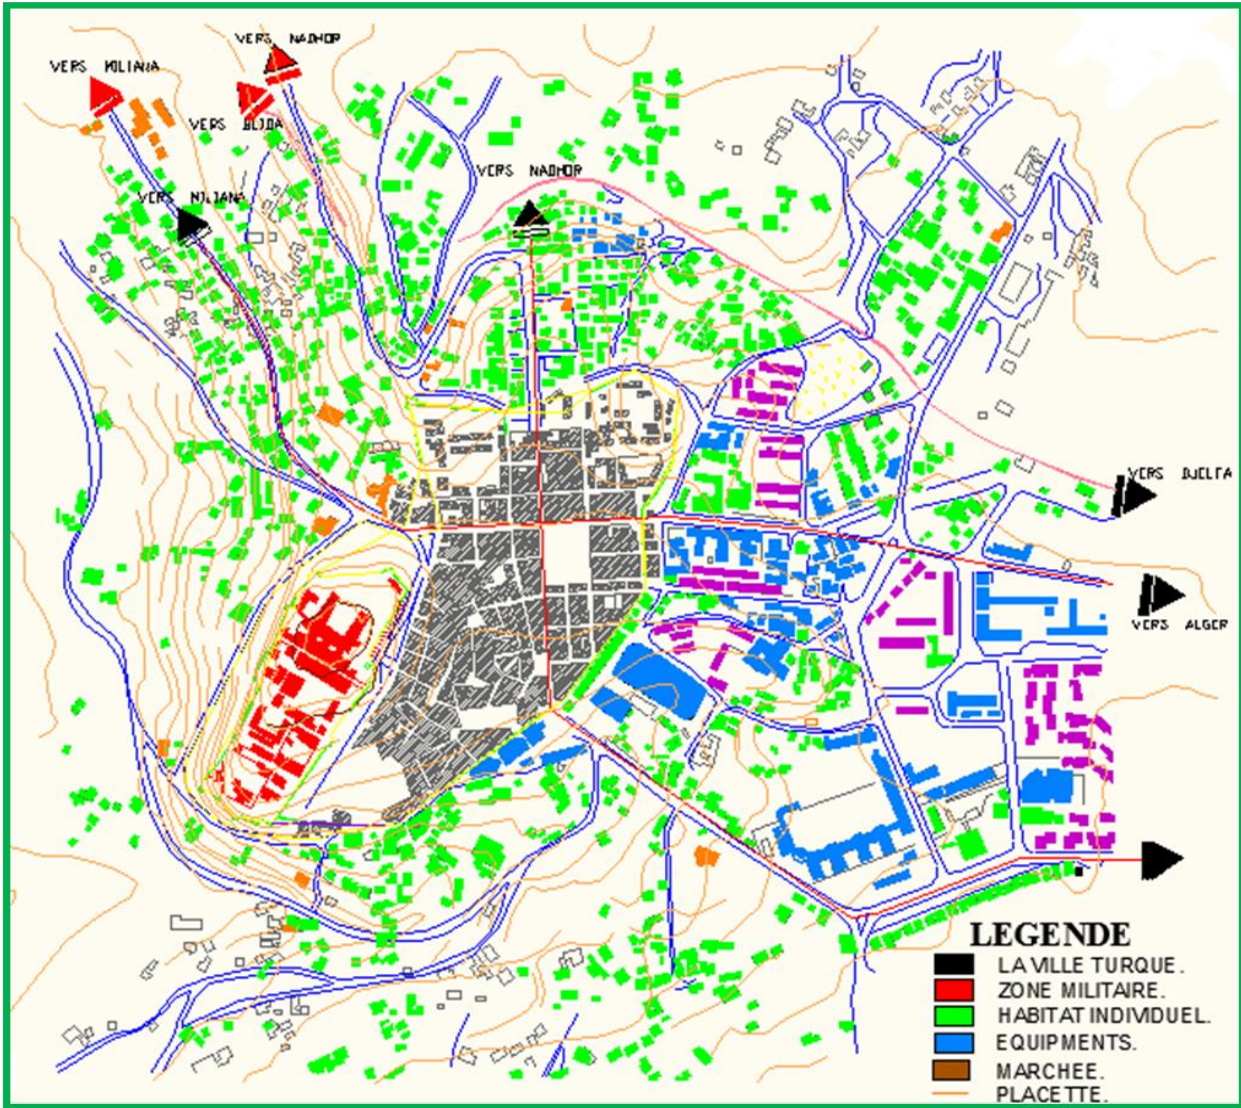 VERS NADHOR
VERS MILIANA
VERS BLIDA
VERS NADHOR
VERS MILIANA
VERS DJELFA
VERS ALGER
LEGENDE
LA VILLE TURQUE.
ZONE MILITAIRE.
HABITAT INDIVIDUEL.
EQUIPMENTS.
MARCHEE.
PLACETTE.